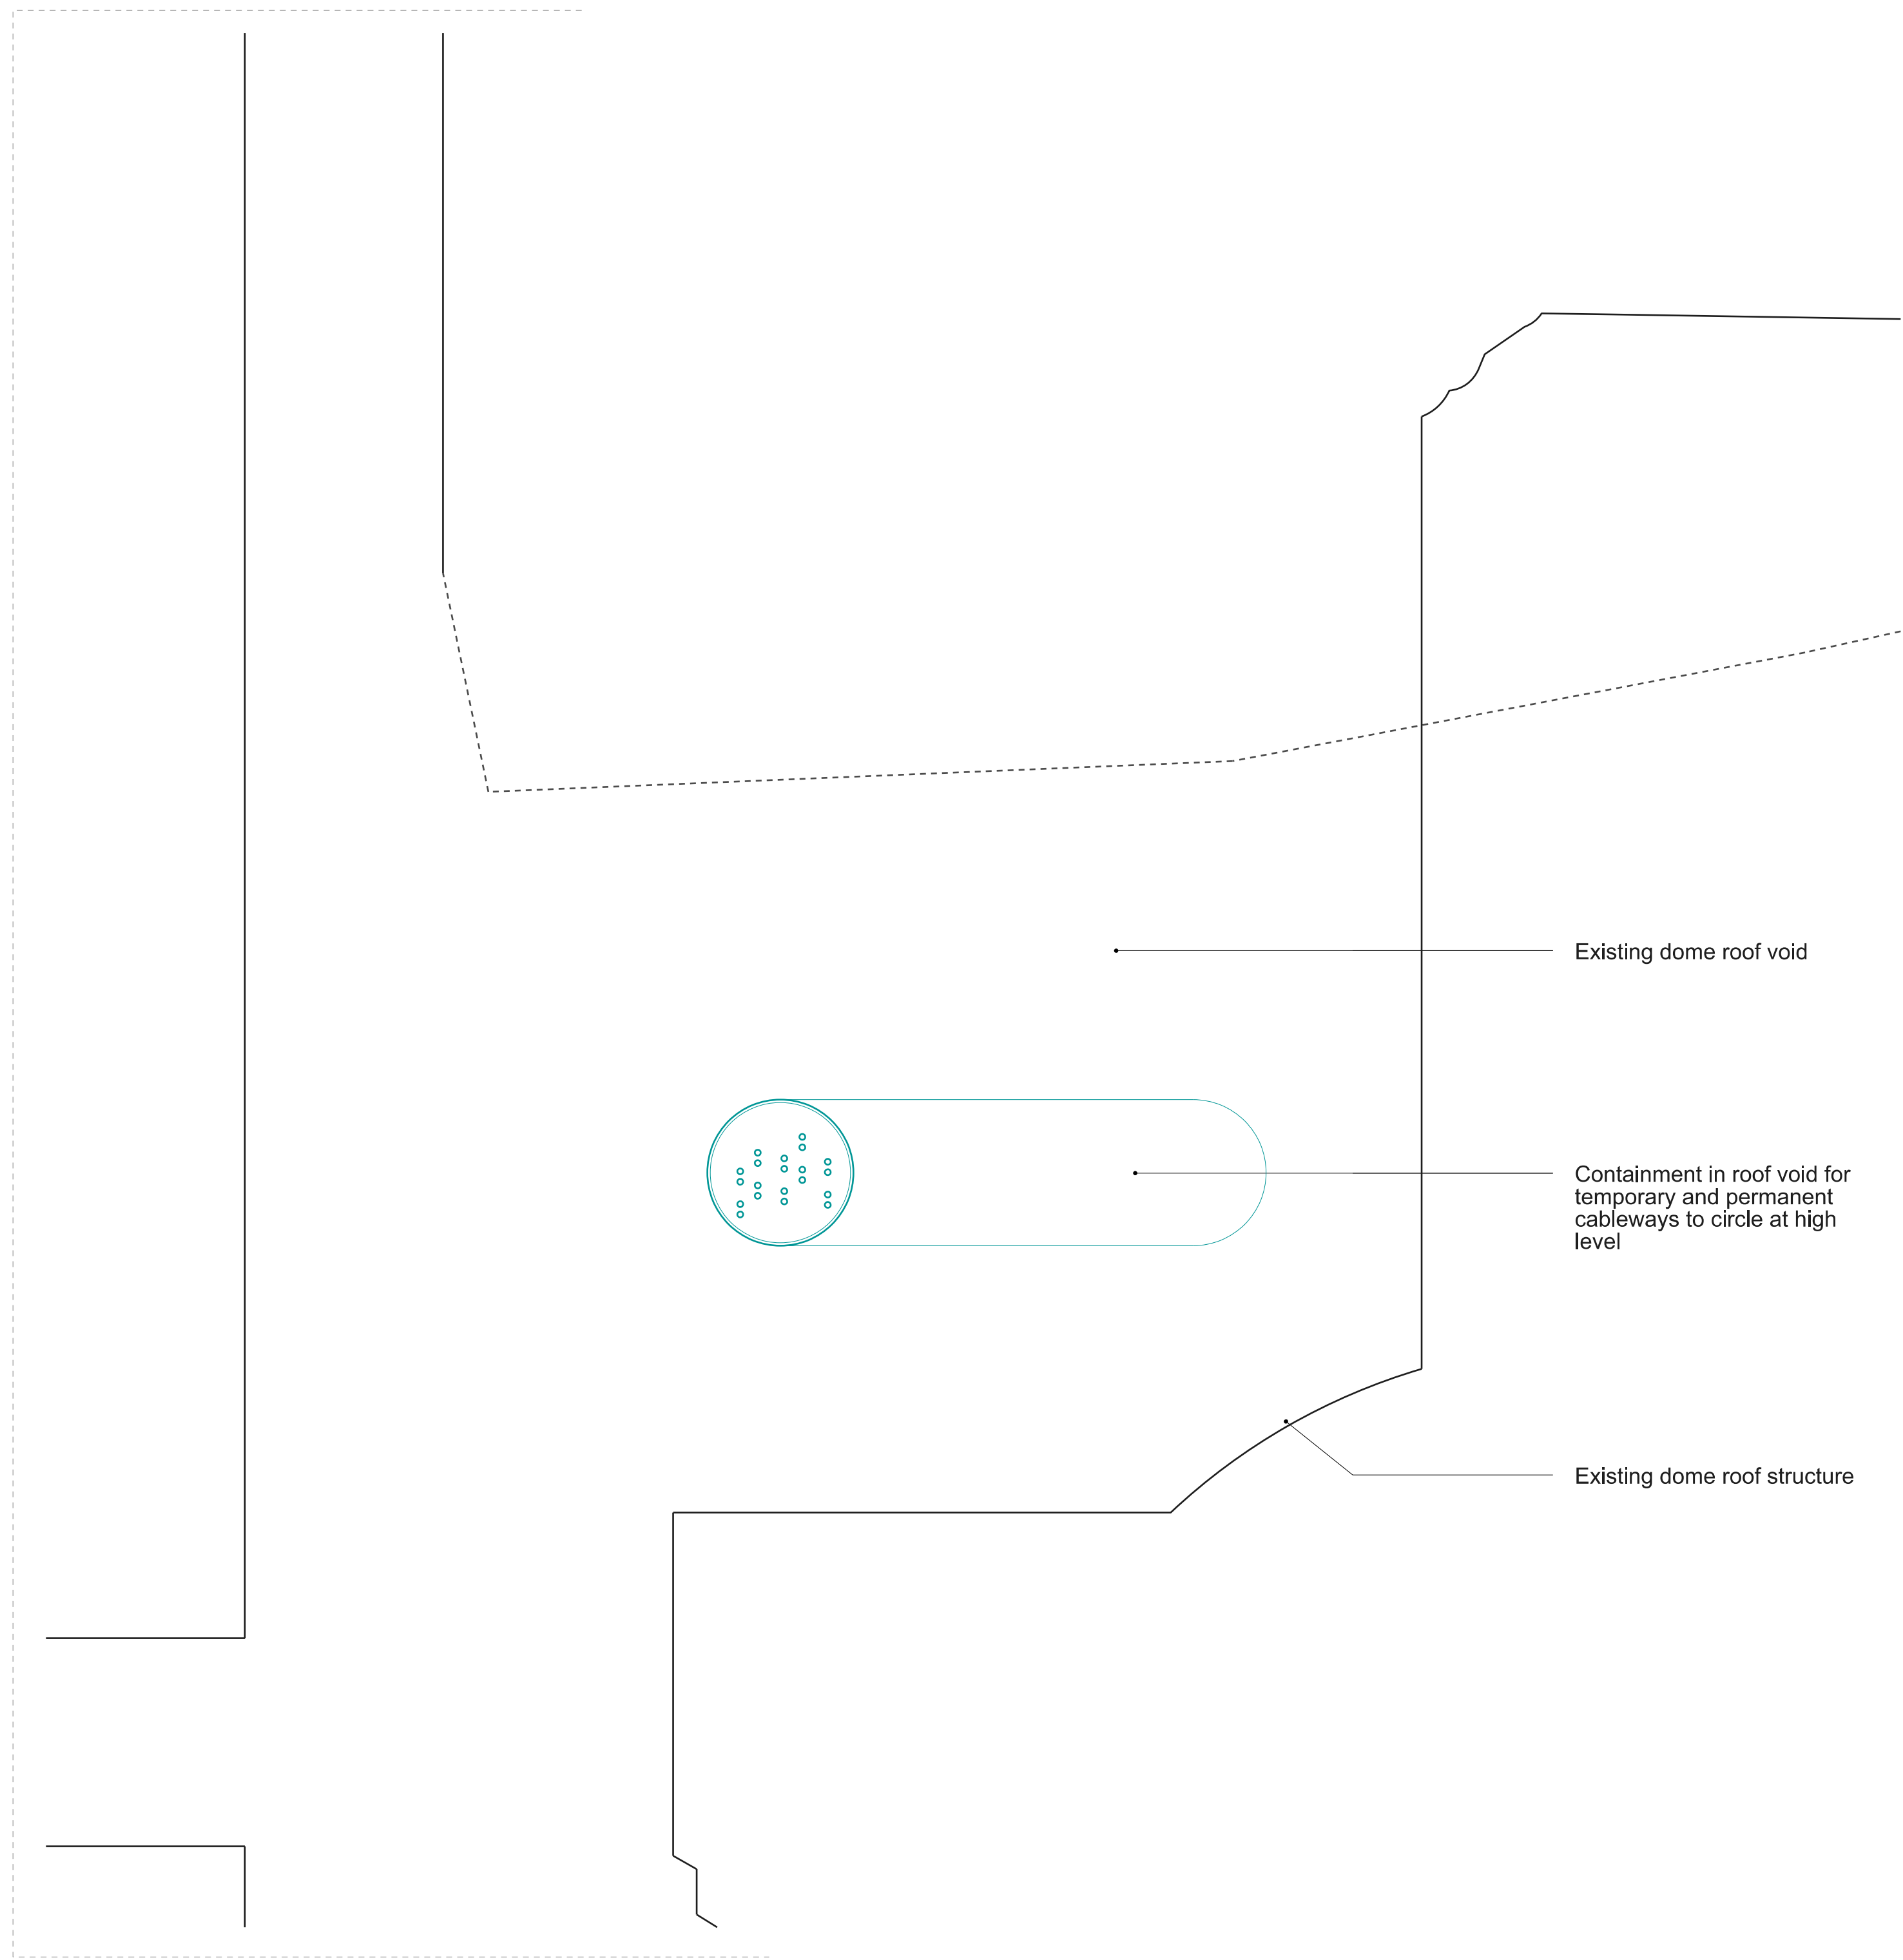 Existing dome roof void
Containment in roof void for
temporary and permanent
cableways to circle at high
level
Existing dome roof structure